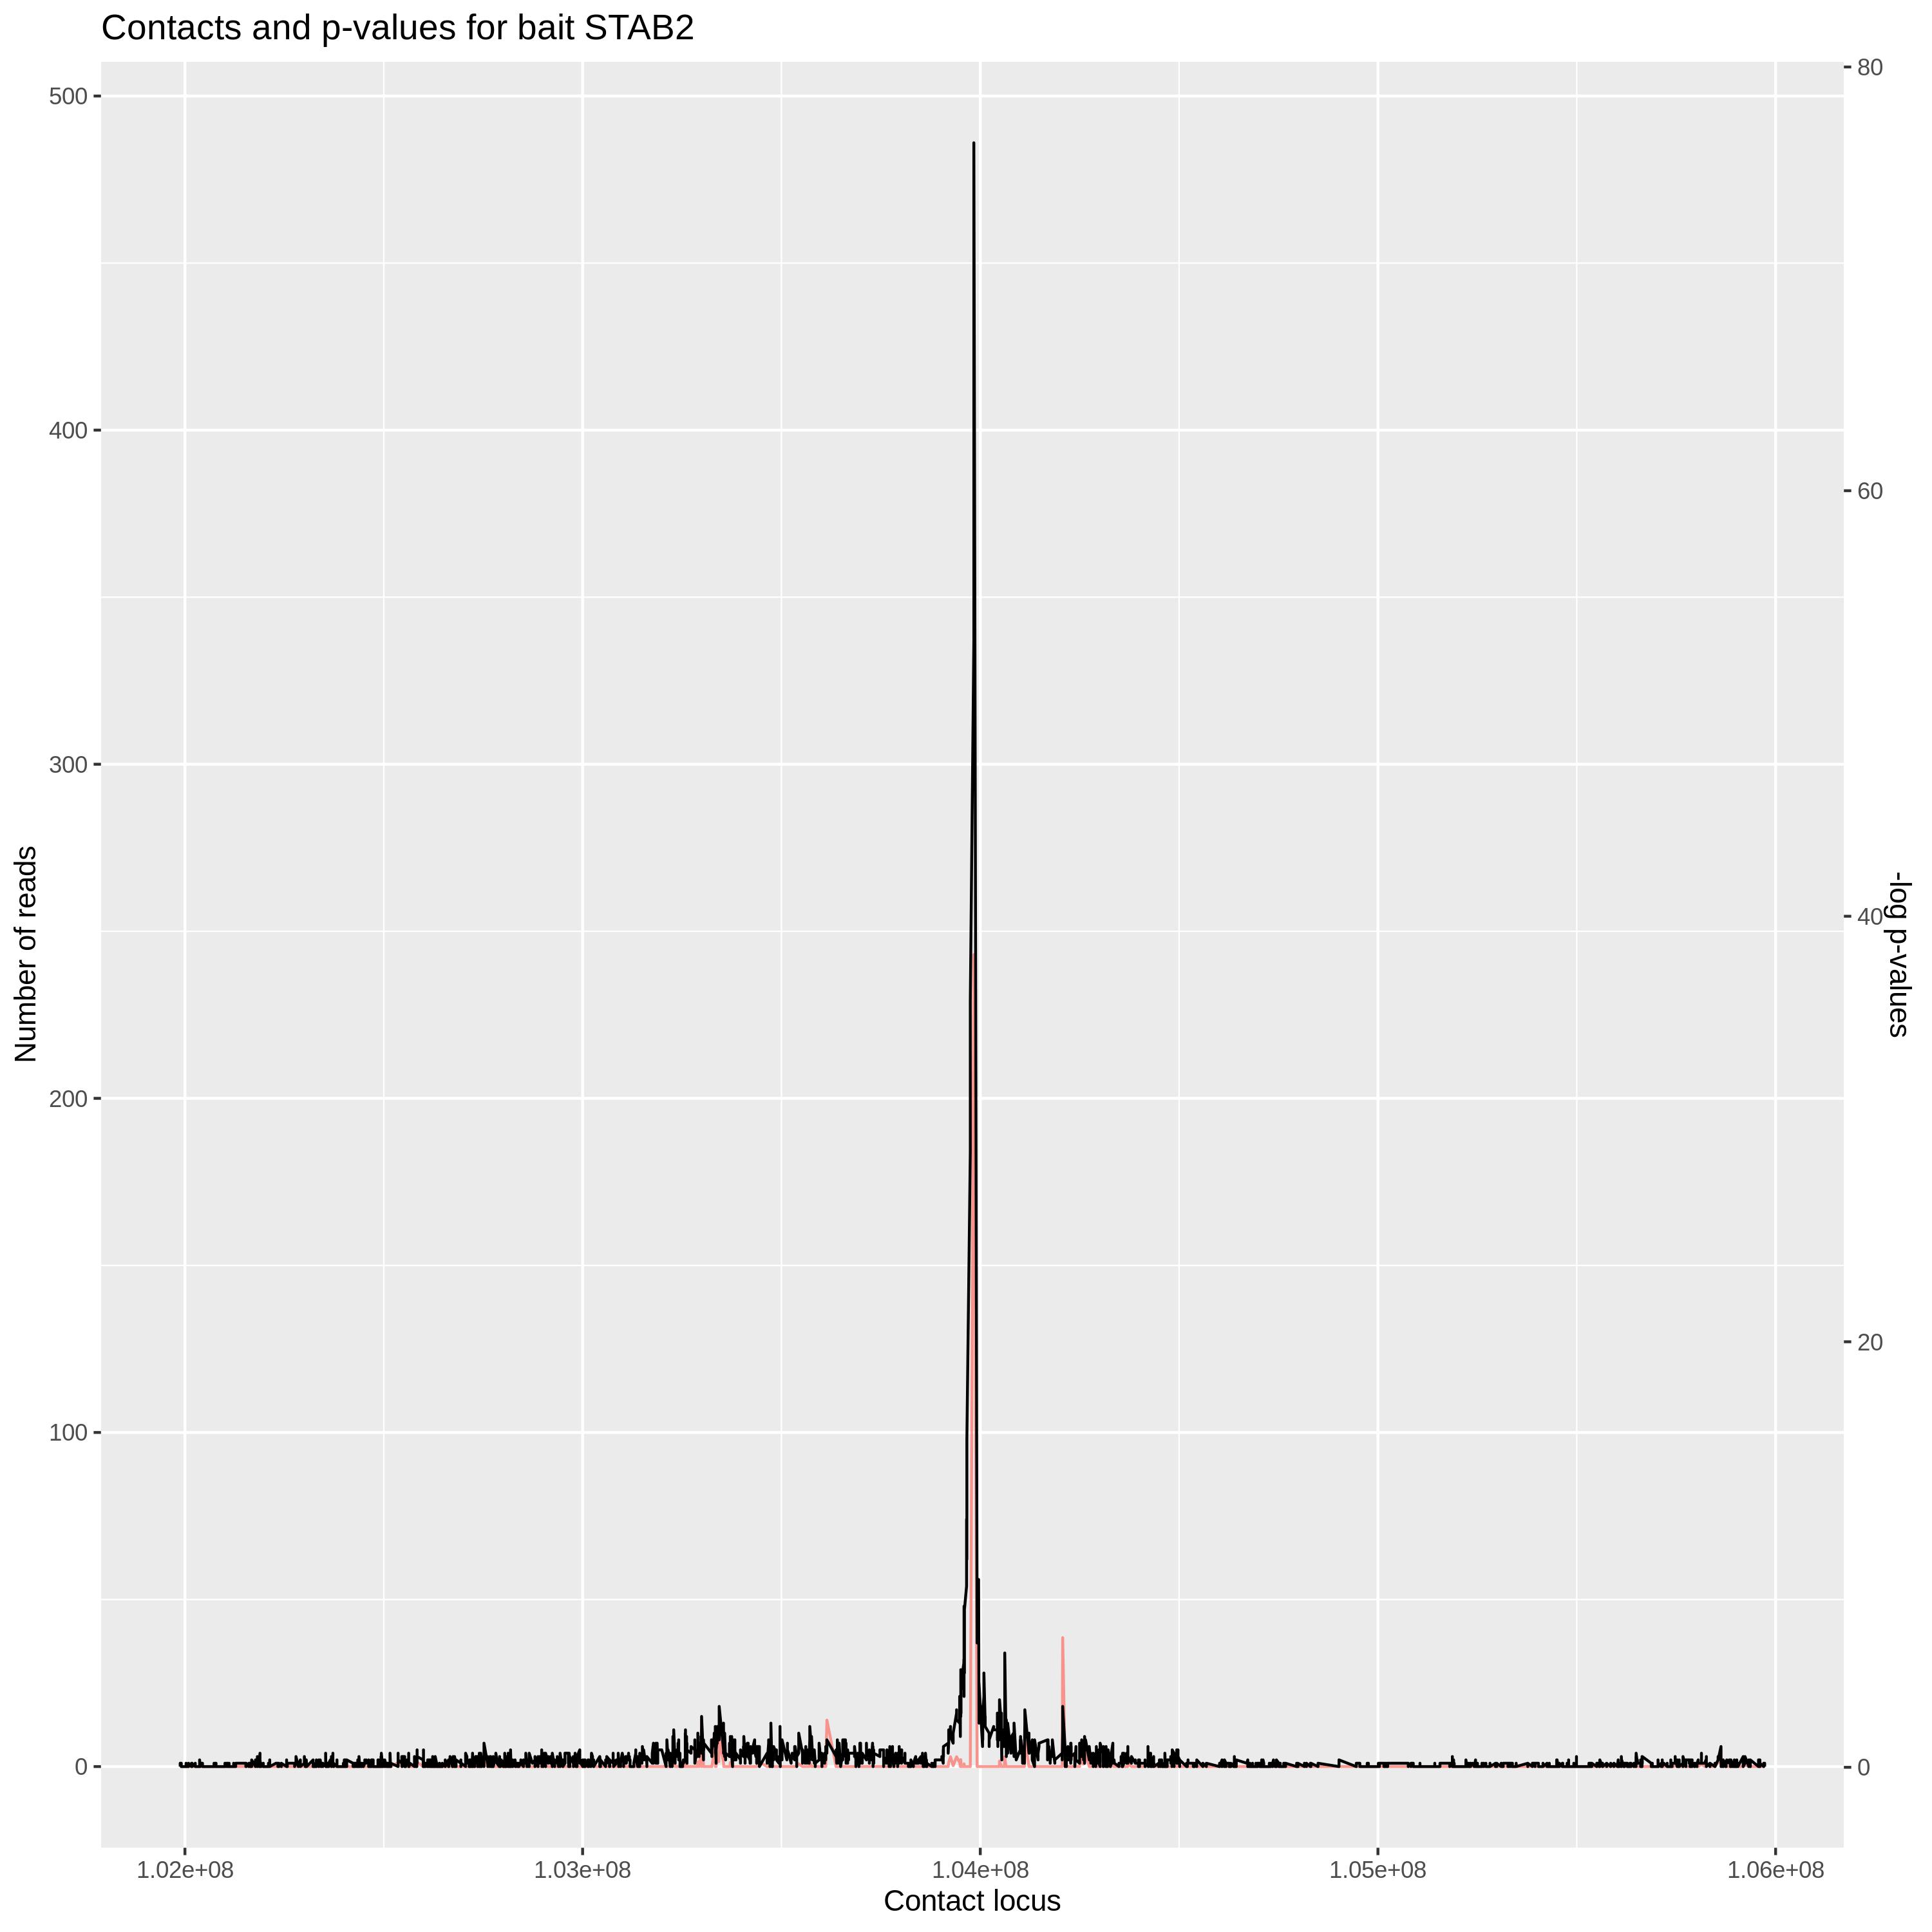 Contacts and p-values for bait STAB2
500
400
300
200
100
0
Number of reads
80
60
40
20
0
-log p-values
1.02e+08
1.03e+08
1.04e+08
1.05e+08
1.06e+08
Contact locus